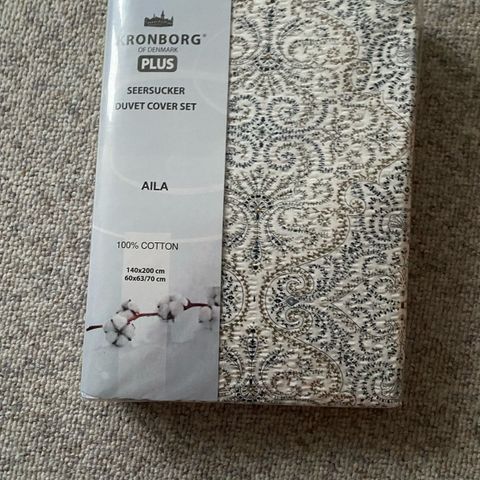 KRONBORG®
OF DENMARK
PLUS
SEERSUCKER
DUVET COVER SET
AILA
100% COTTON
140x200 cm
60x63/70 cm